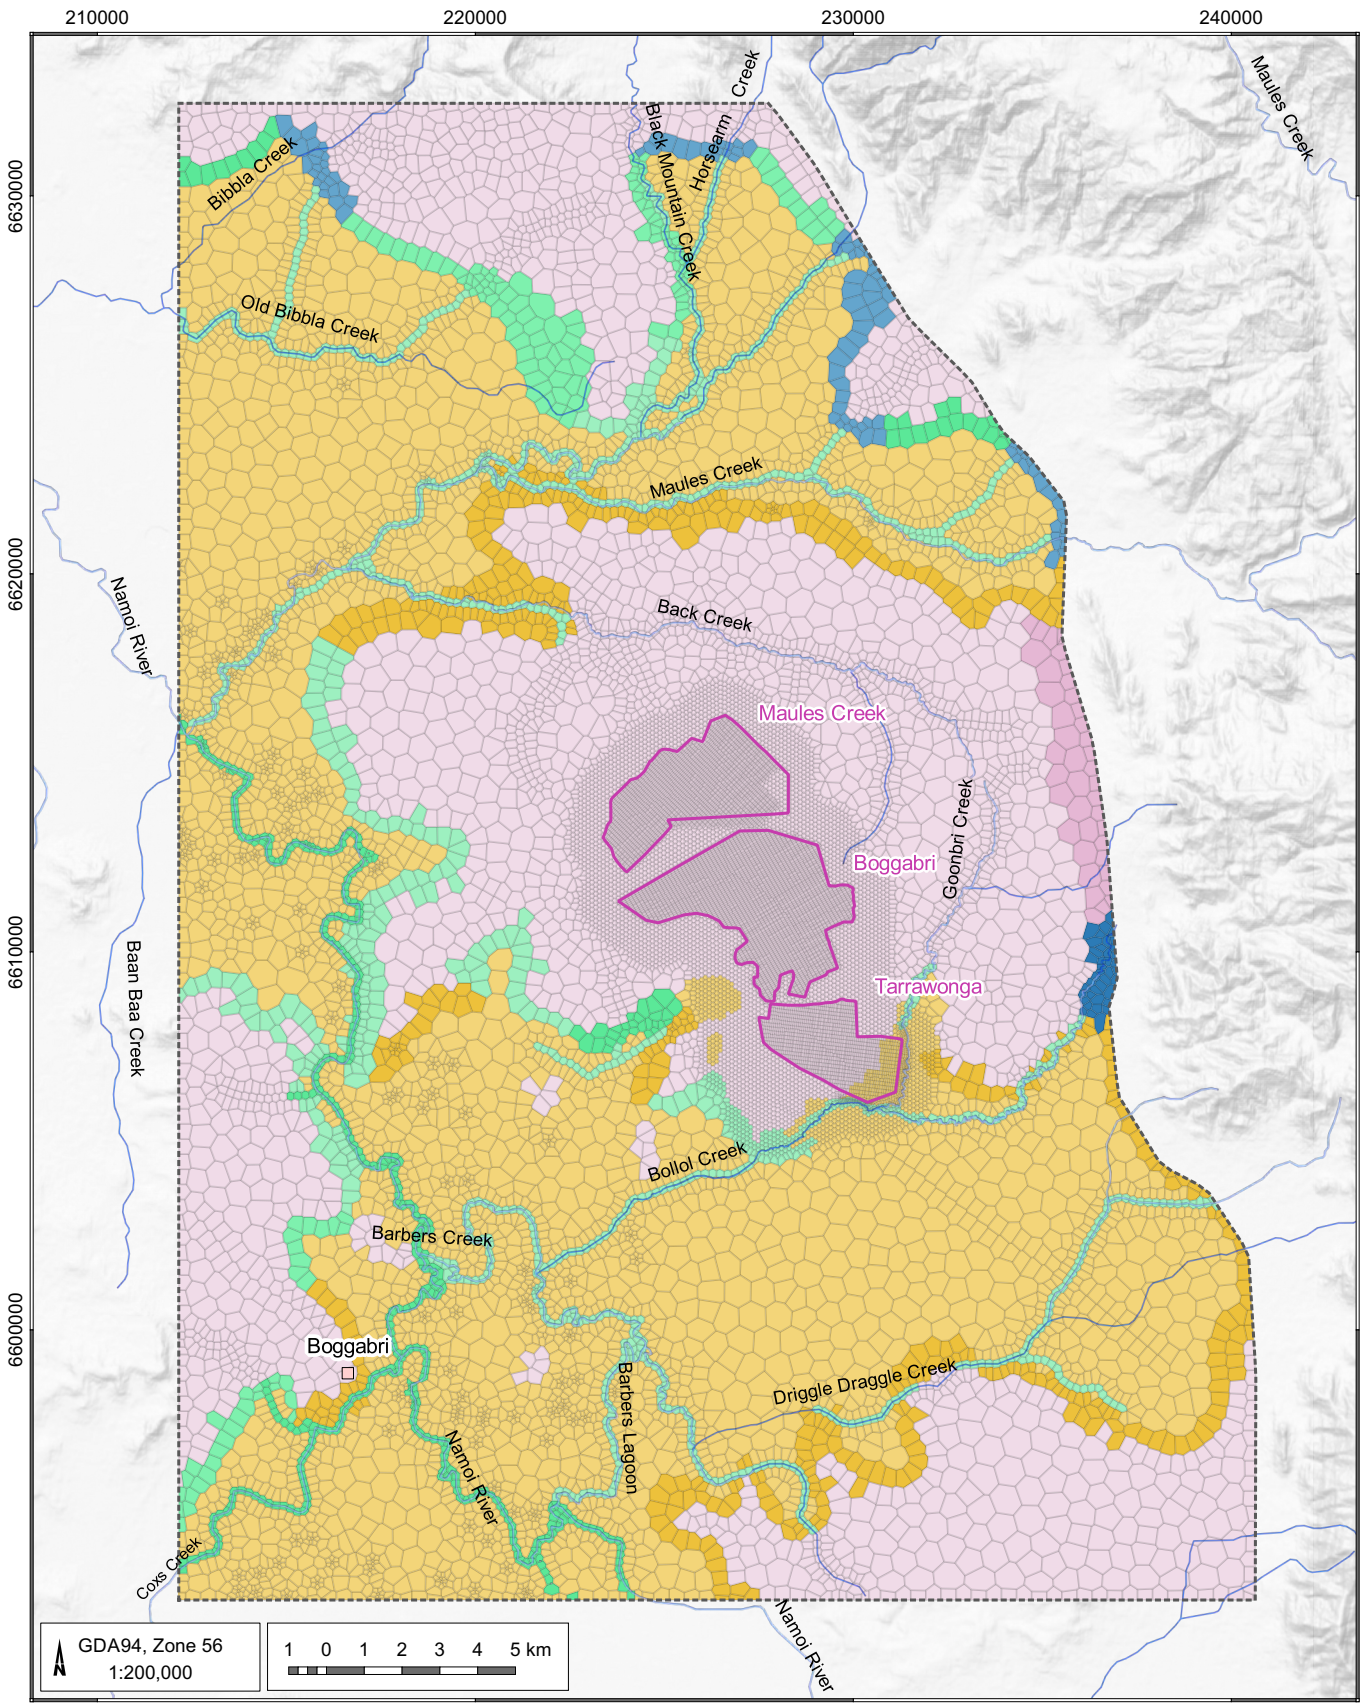 210000
220000
230000
240000
Maules Creek
Horsearm Creek
Black Mountain Creek
Bibbla Creek
6630000
Old Bibbla Creek
Maules Creek
6620000
Namoi River
Back Creek
Maules Creek
Goonbri Creek
Boggabri
6610000
Baan Baa Creek
Tarrawonga
Bollol Creek
Barbers Creek
6600000
Boggabri
Driggle Draggle Creek
Barbers Lagoon
Namoi River
Coxs Creek
Namoi River
GDA94, Zone 56
1:200,000
1 0 1 2 3 4 5 km
N